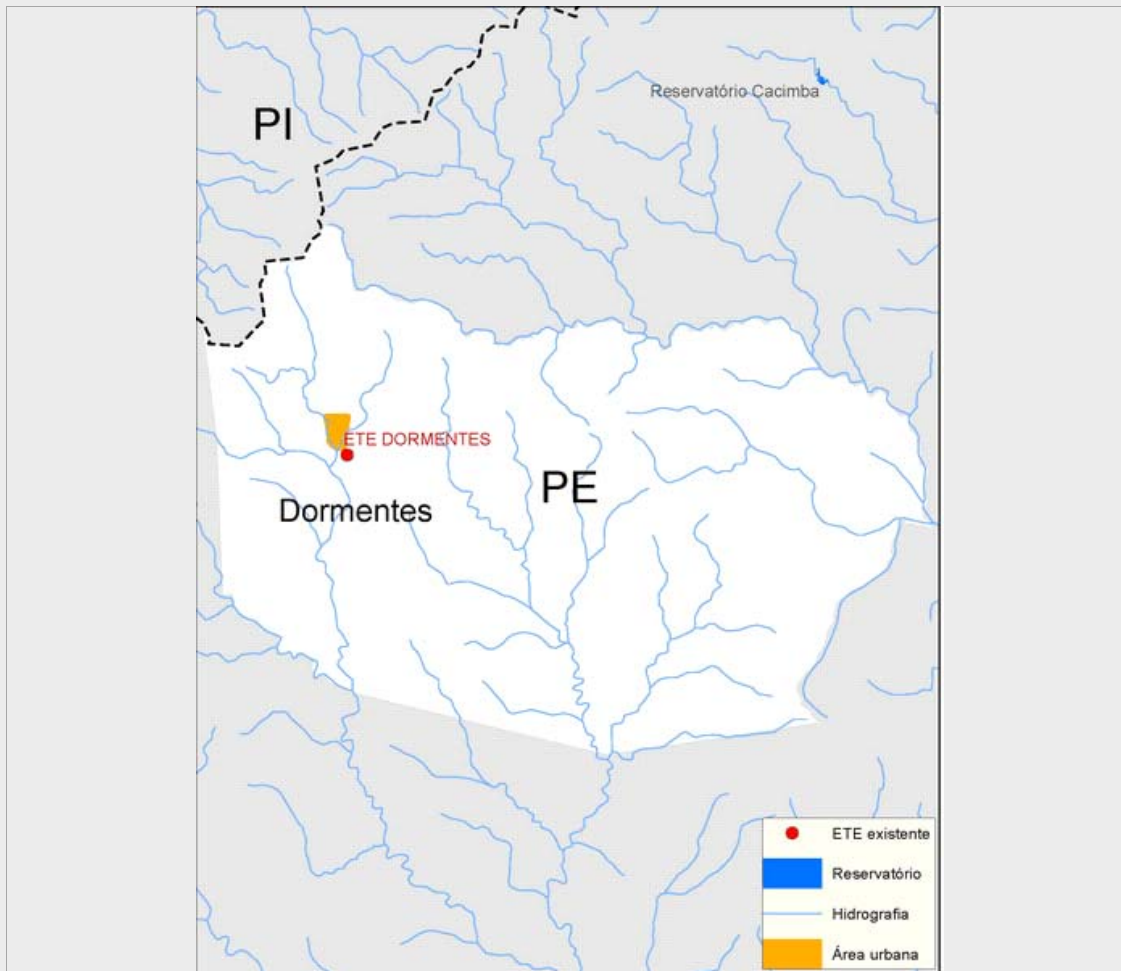 Reservatório Cacimba
PI
ETE DORMENTES
PE
Dormentes
ETE existente
Reservatório
Hidrografia
Área urbana